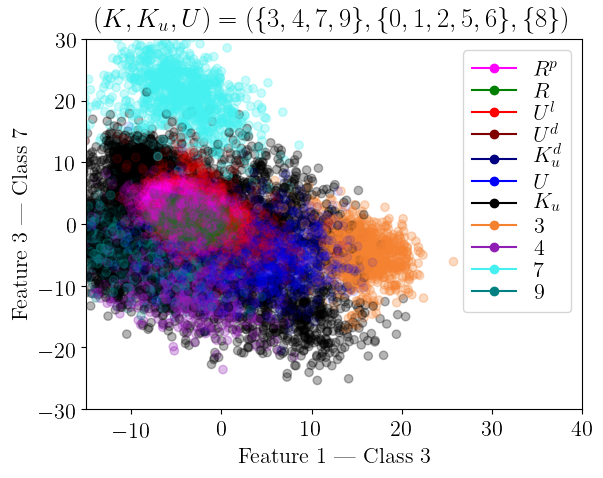 (K, K_u, U) = ({3, 4, 7, 9}, {0, 1, 2, 5, 6}, {8})
30
20
10
0
−10
−20
−30
Feature 3 — Class 7
−10
0
10
20
30
40
Feature 1 — Class 3
R^p
R
U^l
U^d
K_u^d
U
K_u
3
4
7
9